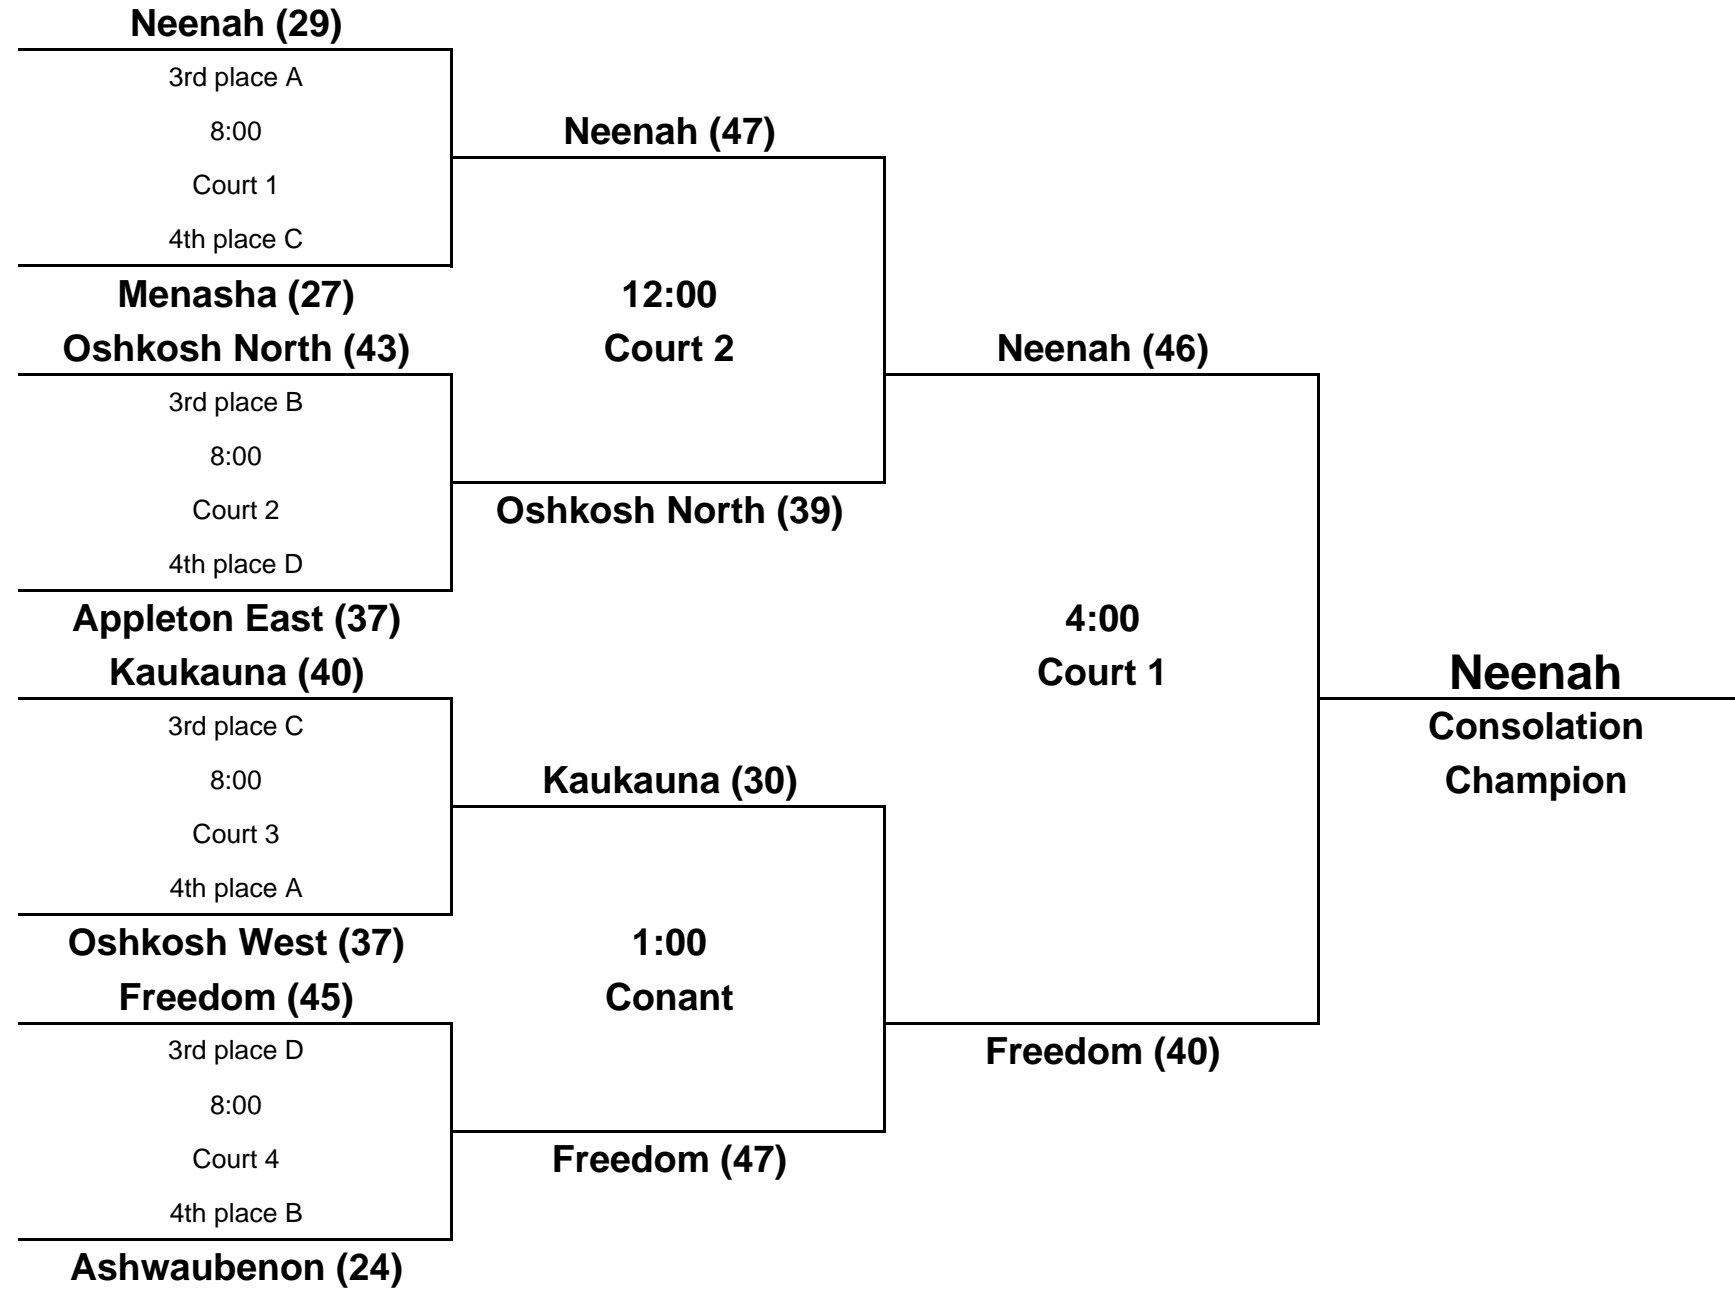 Neenah (29)
3rd place A
8:00
Court 1
4th place C
Menasha (27)
Oshkosh North (43)
3rd place B
8:00
Court 2
4th place D
Appleton East (37)
Kaukauna (40)
3rd place C
8:00
Court 3
4th place A
Oshkosh West (37)
Freedom (45)
3rd place D
8:00
Court 4
4th place B
Ashwaubenon (24)
Neenah (47)
12:00
Court 2
Oshkosh North (39)
Kaukauna (30)
1:00
Conant
Freedom (47)
Neenah (46)
4:00
Court 1
Freedom (40)
Neenah
Consolation
Champion